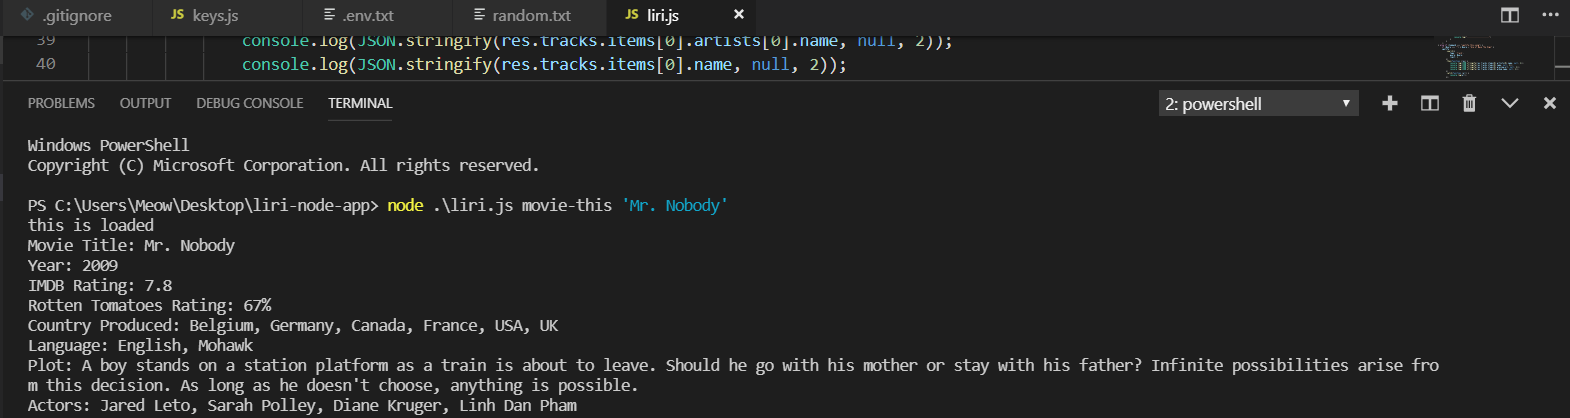 .gitignore JS keys.js .env.txt random.txt JS liri.js
39 console.log(JSON.stringify(res.tracks.items[0].artists[0].name, null, 2));
40 console.log(JSON.stringify(res.tracks.items[0].name, null, 2));
PROBLEMS OUTPUT DEBUG CONSOLE TERMINAL 2: powershell
Windows PowerShell
Copyright (C) Microsoft Corporation. All rights reserved.
PS C:\Users\Meow\Desktop\liri-node-app> node .\liri.js movie-this 'Mr. Nobody'
this is loaded
Movie Title: Mr. Nobody
Year: 2009
IMDB Rating: 7.8
Rotten Tomatoes Rating: 67%
Country Produced: Belgium, Germany, Canada, France, USA, UK
Language: English, Mohawk
Plot: A boy stands on a station platform as a train is about to leave. Should he go with his mother or stay with his father? Infinite possibilities arise fro
m this decision. As long as he doesn't choose, anything is possible.
Actors: Jared Leto, Sarah Polley, Diane Kruger, Linh Dan Pham